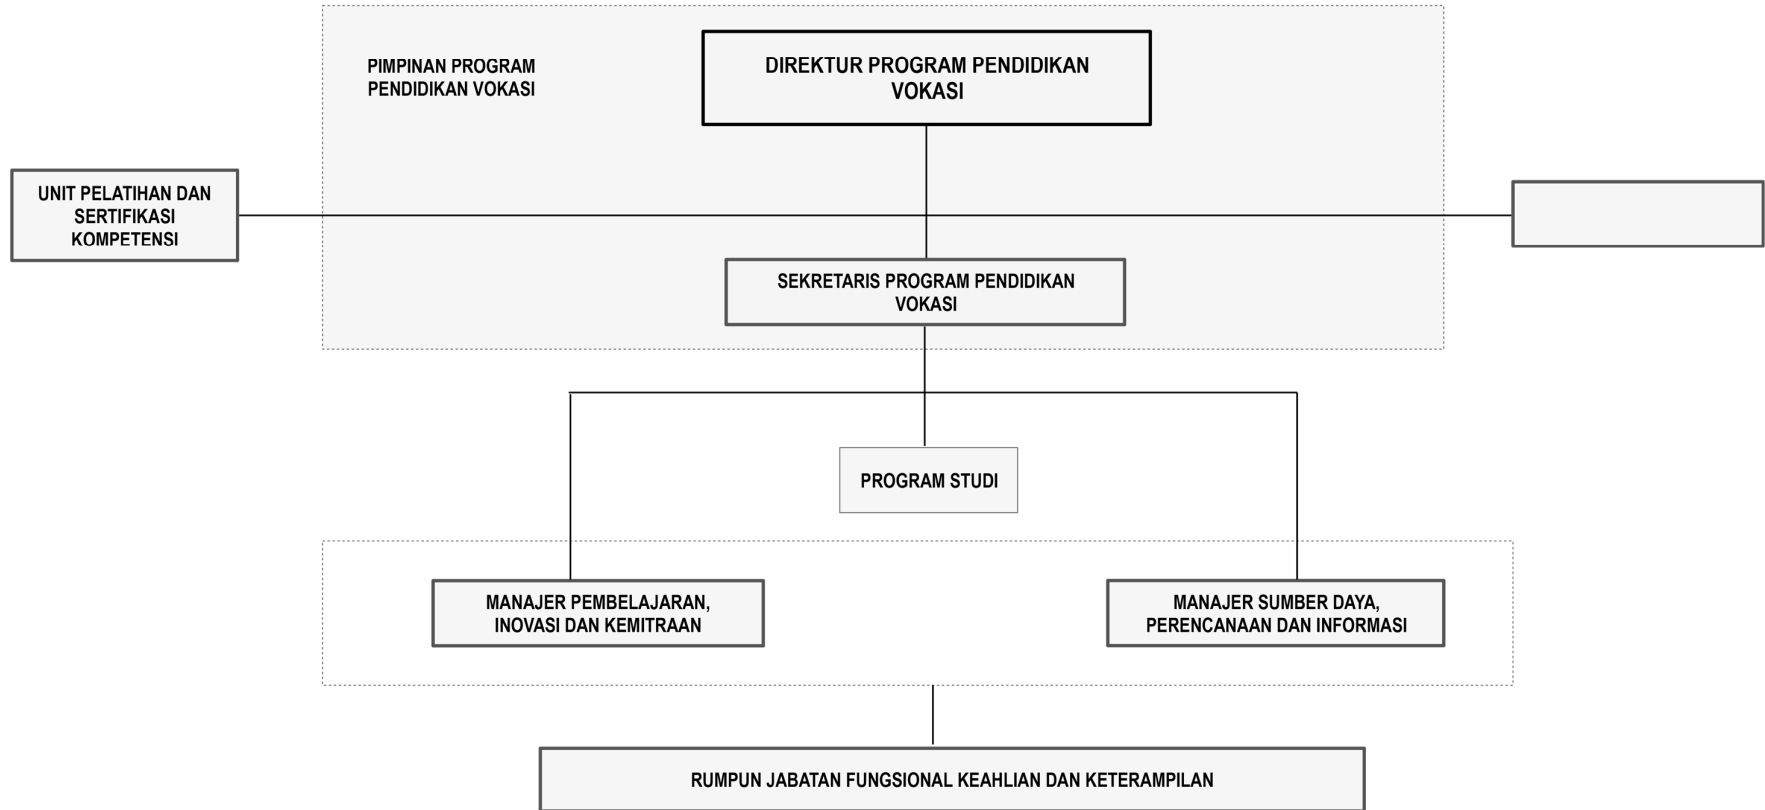 PIMPINAN PROGRAM
PENDIDIKAN VOKASI
DIREKTUR PROGRAM PENDIDIKAN
VOKASI
UNIT PELATIHAN DAN
SERTIFIKASI
KOMPETENSI
SEKRETARIS PROGRAM PENDIDIKAN
VOKASI
PROGRAM STUDI
MANAJER PEMBELAJARAN,
INOVASI DAN KEMITRAAN
MANAJER SUMBER DAYA,
PERENCANAAN DAN INFORMASI
RUMPUN JABATAN FUNGSIONAL KEAHLIAN DAN KETERAMPILAN